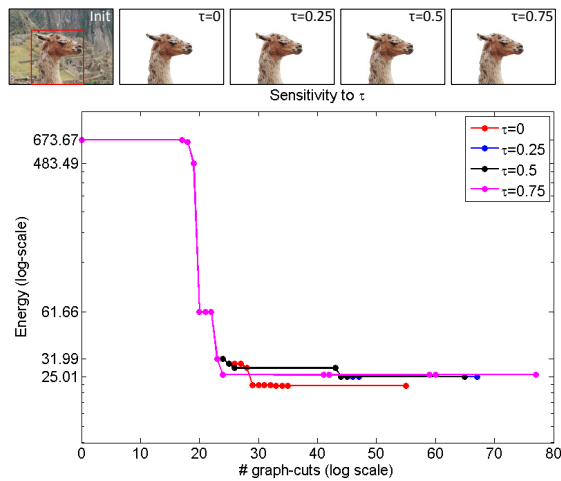 Init
τ=0
τ=0.25
τ=0.5
τ=0.75
Sensitivity to τ
673.67
483.49
61.66
31.99
25.01
Energy (log-scale)
τ=0
τ=0.25
τ=0.5
τ=0.75
0 10 20 30 40 50 60 70 80
# graph-cuts (log scale)